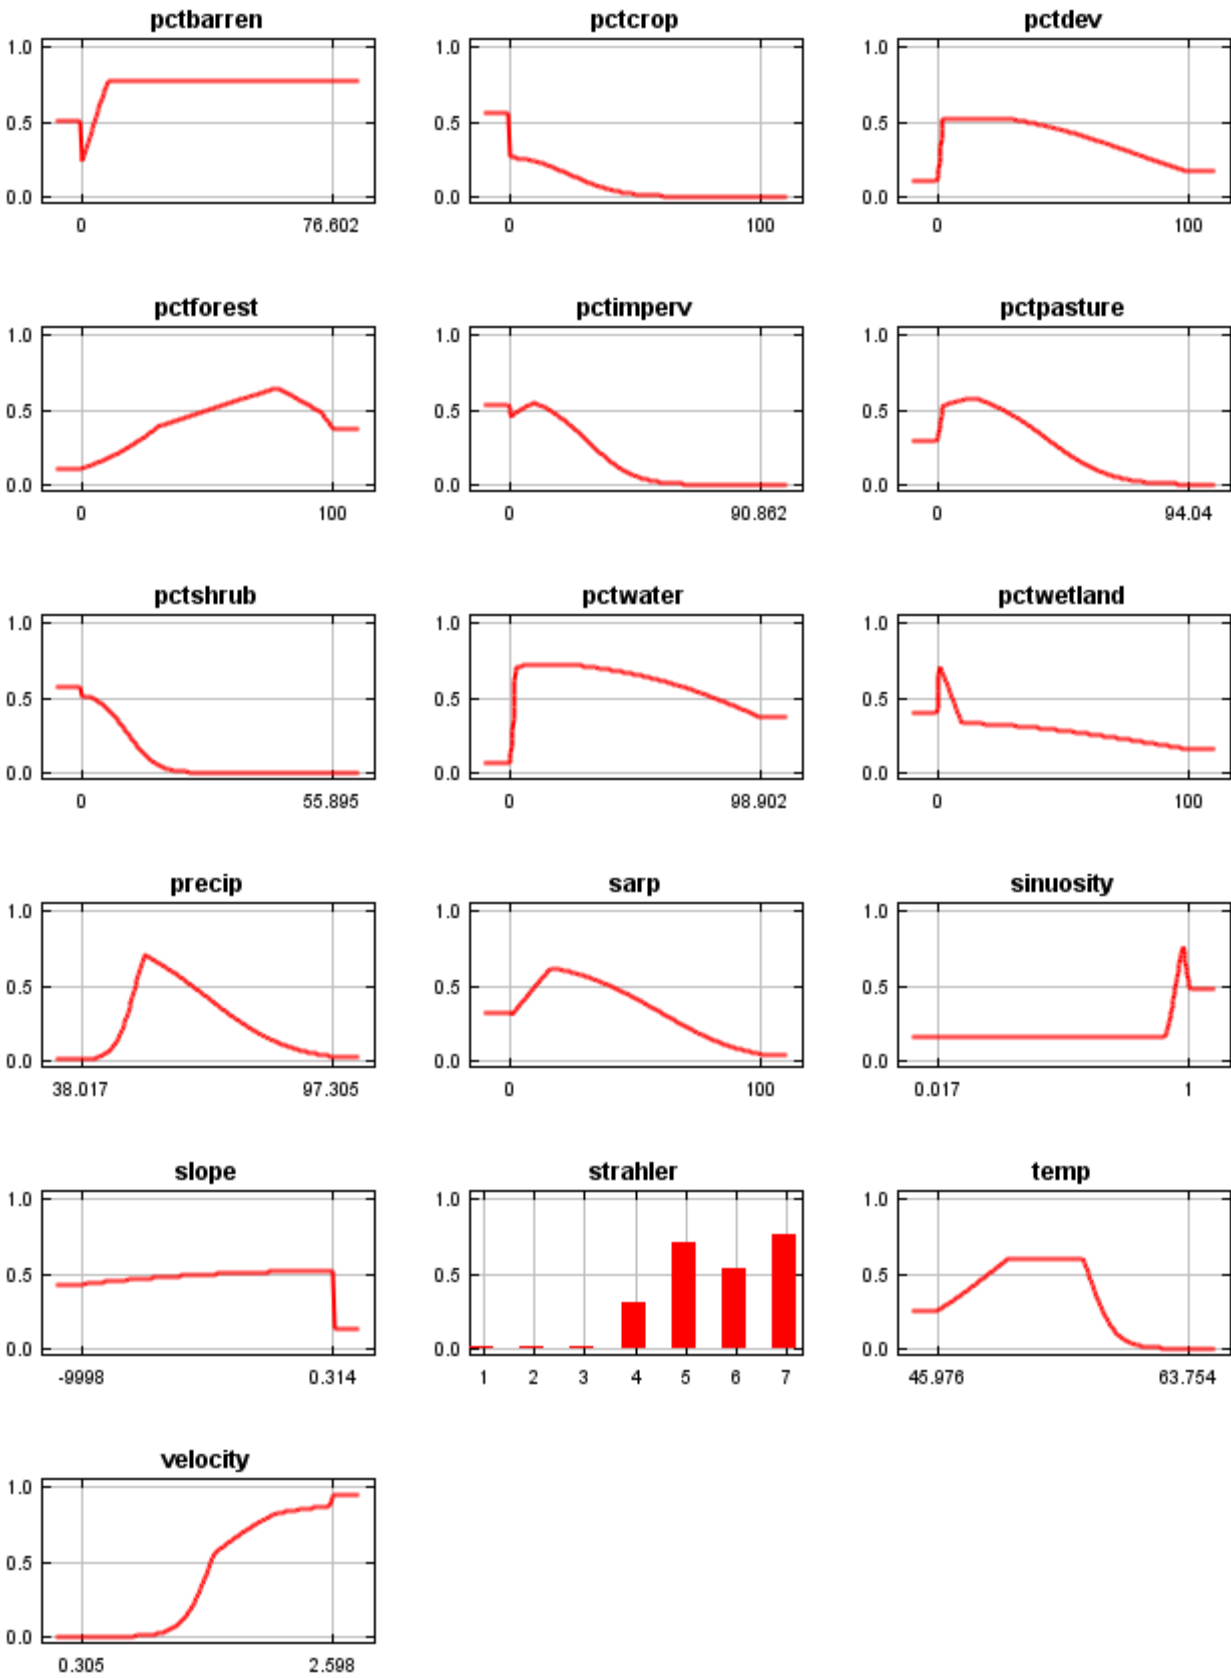 pctbarren pctcrop pctdev
1.0 1.0 1.0
0.5 0.5 0.5
0.0 0.0 0.0
0 76.602 0 100 0 100
pctforest pctimperv pctpasture
1.0 1.0 1.0
0.5 0.5 0.5
0.0 0.0 0.0
0 100 0 90.862 0 94.04
pctshrub pctwater pctwetland
1.0 1.0 1.0
0.5 0.5 0.5
0.0 0.0 0.0
0 55.895 0 98.902 0 100
precip sarp sinuosity
1.0 1.0 1.0
0.5 0.5 0.5
0.0 0.0 0.0
38.017 97.305 0 100 0.017 1
slope strahler temp
1.0 1.0 1.0
0.5 0.5 0.5
0.0 0.0 0.0
-9998 0.314 1 2 3 4 5 6 7 45.976 63.754
velocity
1.0
0.5
0.0
0.305 2.598